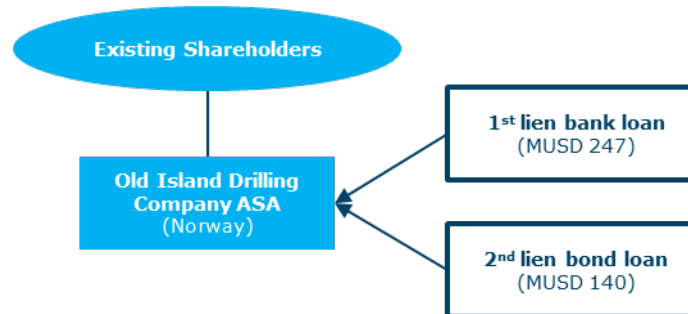 Existing Shareholders
1st lien bank loan
(MUSD 247)
Old Island Drilling
Company ASA
(Norway)
2nd lien bond loan
(MUSD 140)